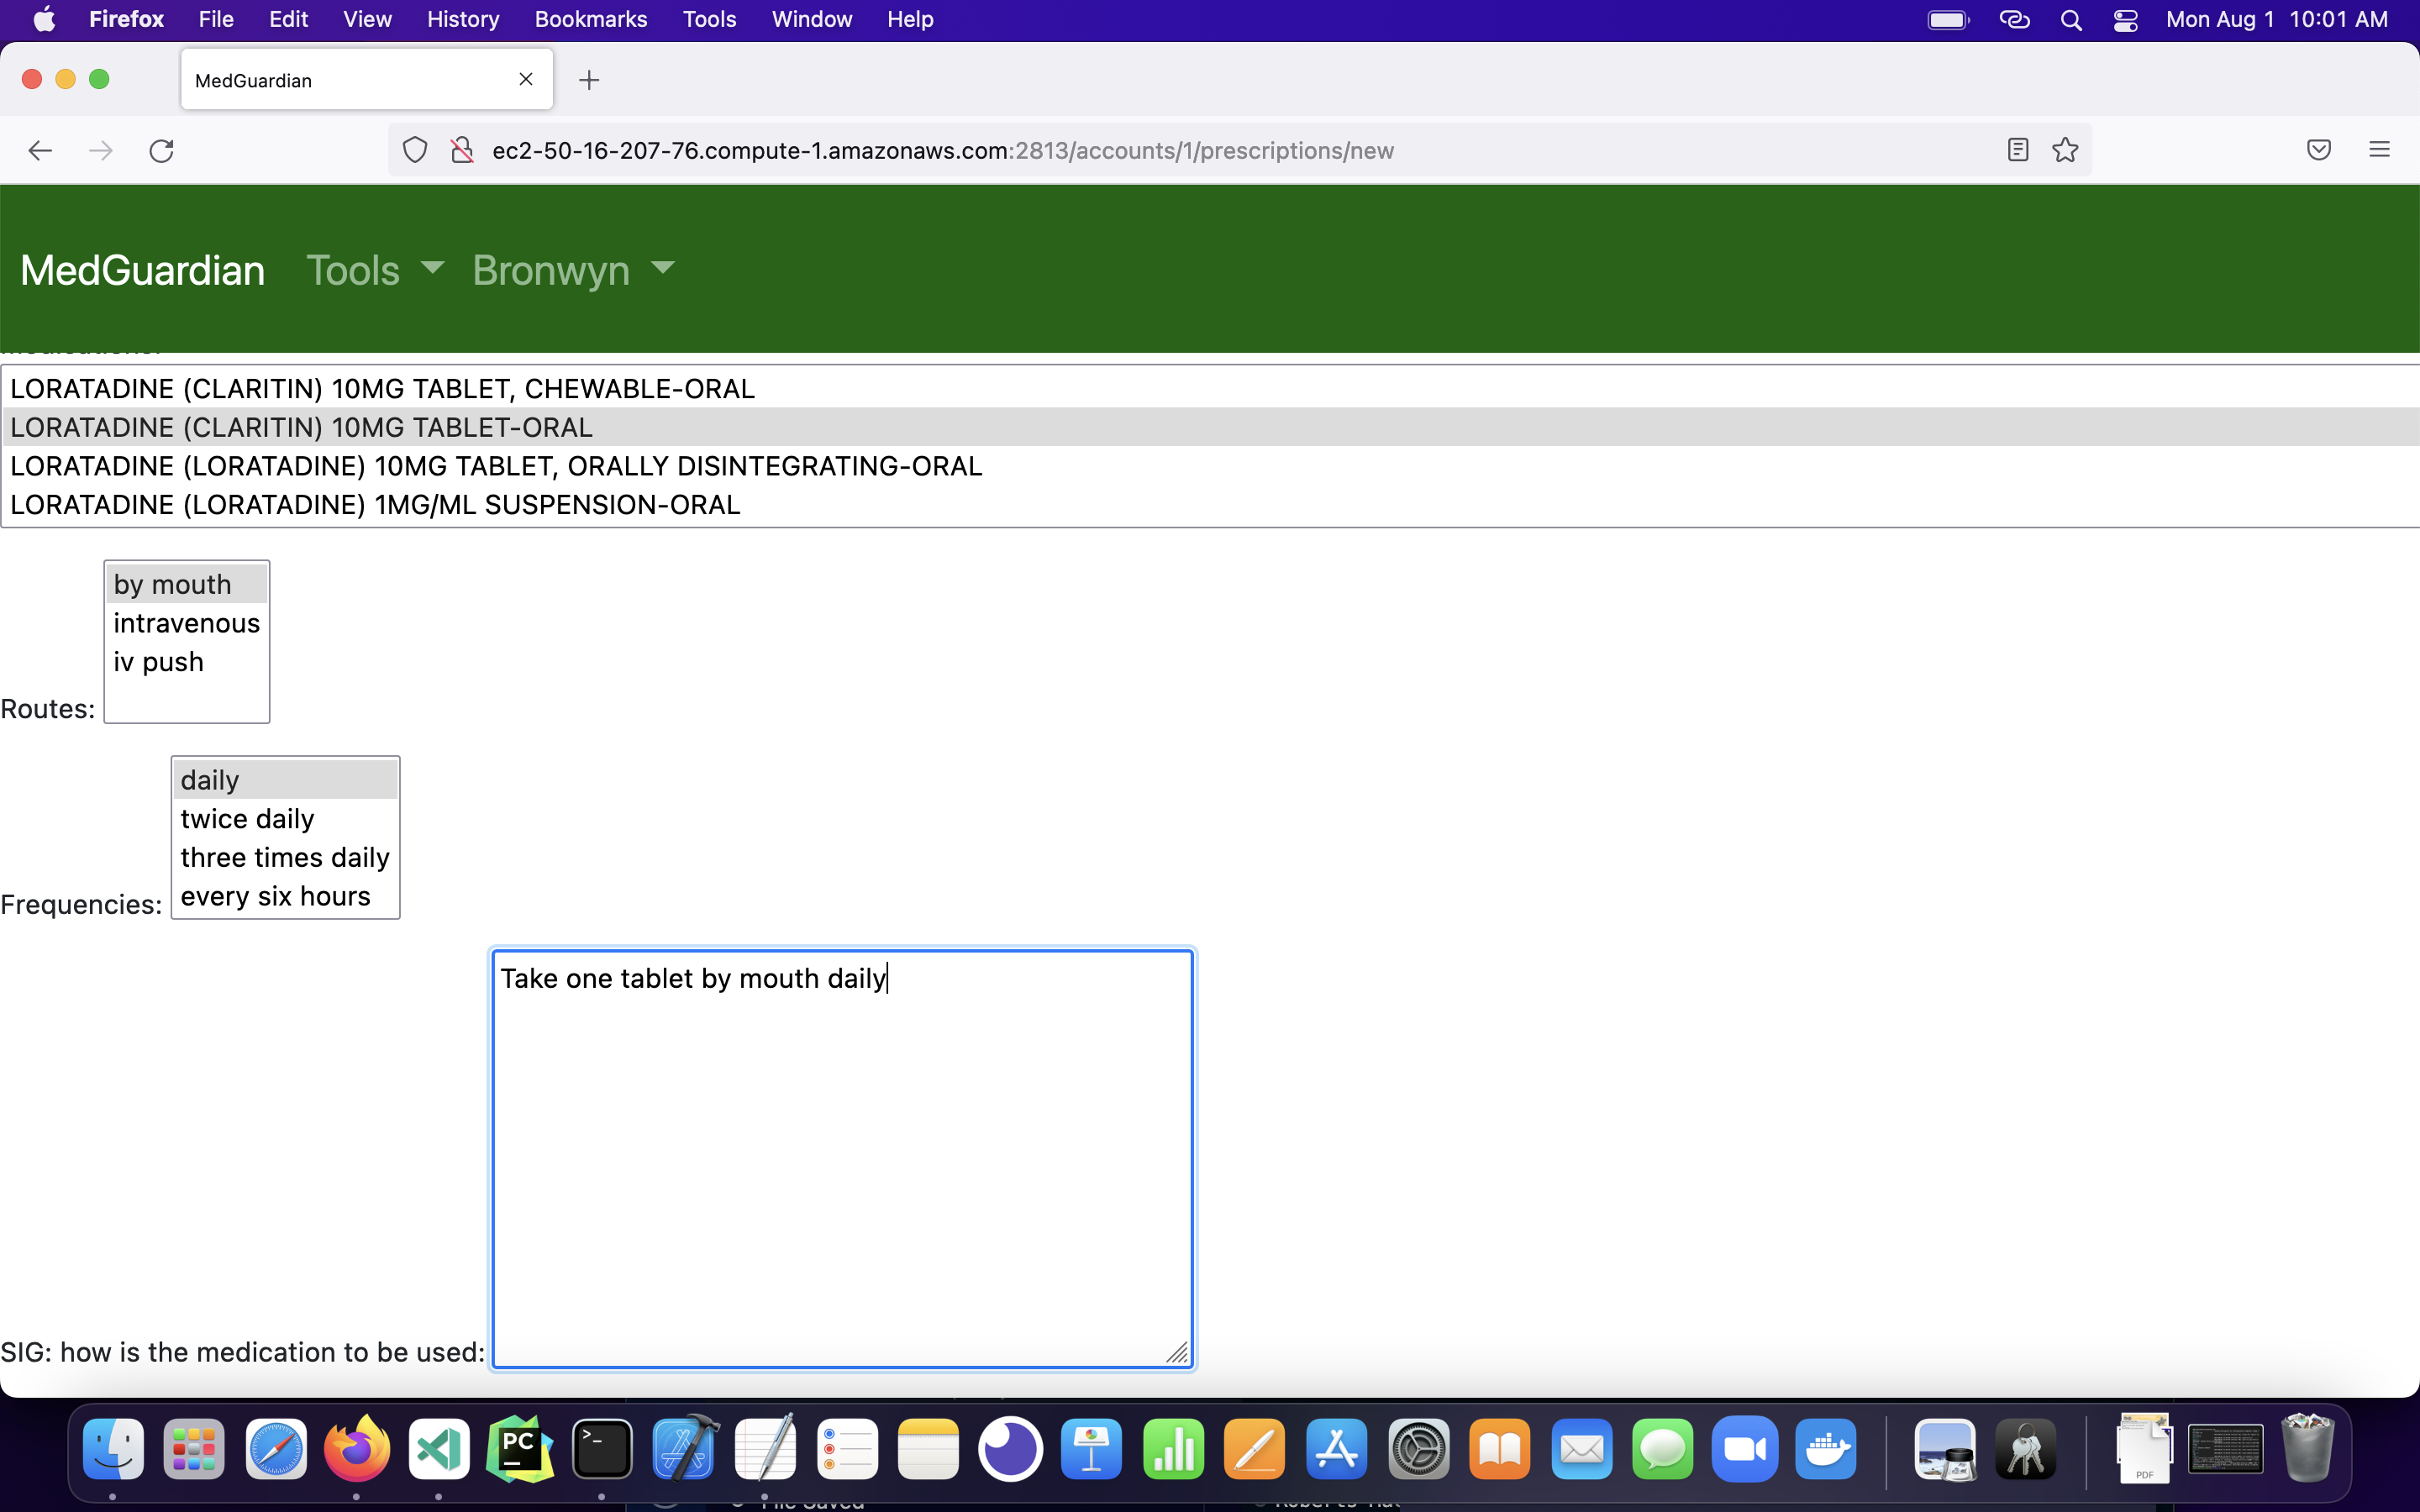 Firefox File Edit View History Bookmarks Tools Window Help Mon Aug 1 10:01 AM
MedGuardian
ec2-50-16-207-76.compute-1.amazonaws.com:2813/accounts/1/prescriptions/new
MedGuardian Tools Bronwyn
LORATADINE (CLARITIN) 10MG TABLET, CHEWABLE-ORAL
LORATADINE (CLARITIN) 10MG TABLET-ORAL
LORATADINE (LORATADINE) 10MG TABLET, ORALLY DISINTEGRATING-ORAL
LORATADINE (LORATADINE) 1MG/ML SUSPENSION-ORAL
by mouth
intravenous
iv push
Routes:
daily
twice daily
three times daily
every six hours
Frequencies:
Take one tablet by mouth daily
SIG: how is the medication to be used:
PC
PDF
File Saved